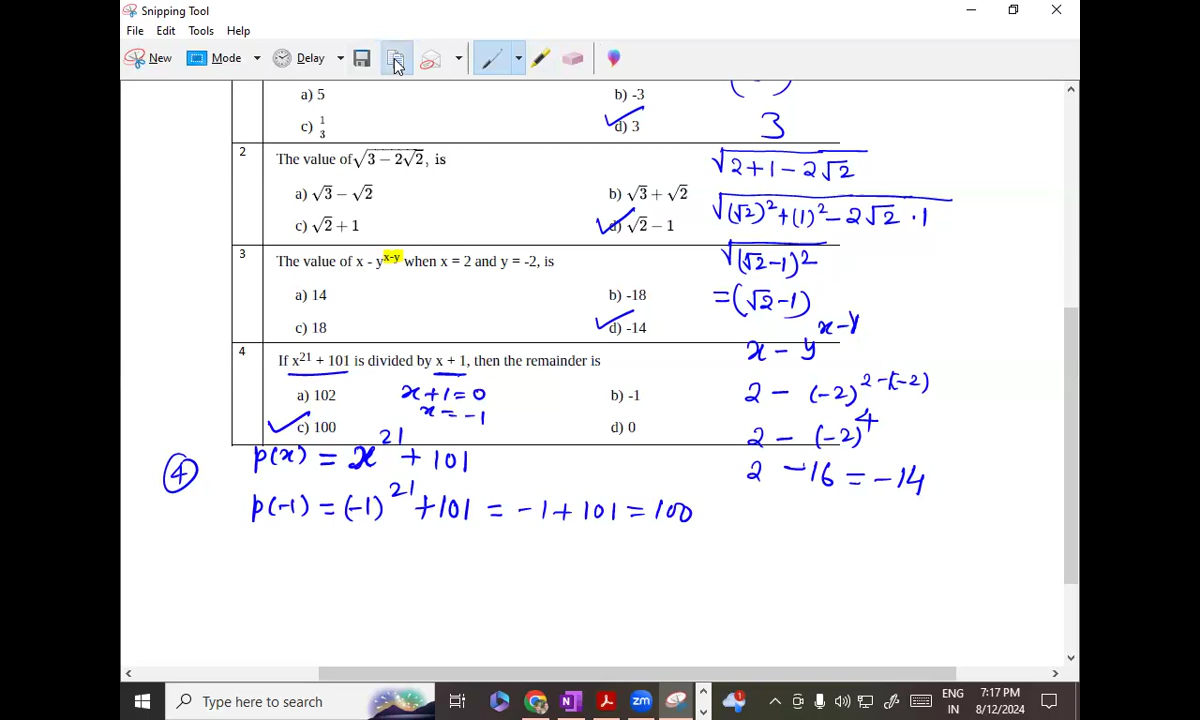 Snipping Tool
File Edit Tools Help
New Mode Delay
a) 5 b) -3
c) 1/3 d) 3
3
2 The value of √(3 − 2√2), is
√(2+1−2√2)
a) √3 − √2 b) √3 + √2
√((√2)²+(1)²−2√2·1)
c) √2 + 1 d) √2 − 1
√((√2−1)²)
3 The value of x - y^(x-y) when x = 2 and y = -2, is
a) 14 b) -18
=(√2−1)
c) 18 d) -14
x − y^(x−y)
4 If x²¹ + 101 is divided by x + 1, then the remainder is
a) 102 b) -1
x+1=0
x = −1
2 − (−2)^(2−(−2))
c) 100 d) 0
2 − (−2)⁴
④ p(x) = x²¹ + 101
2 − 16 = −14
p(−1) = (−1)²¹ + 101 = −1 + 101 = 100
Type here to search
zm
ENG
IN
7:17 PM
8/12/2024